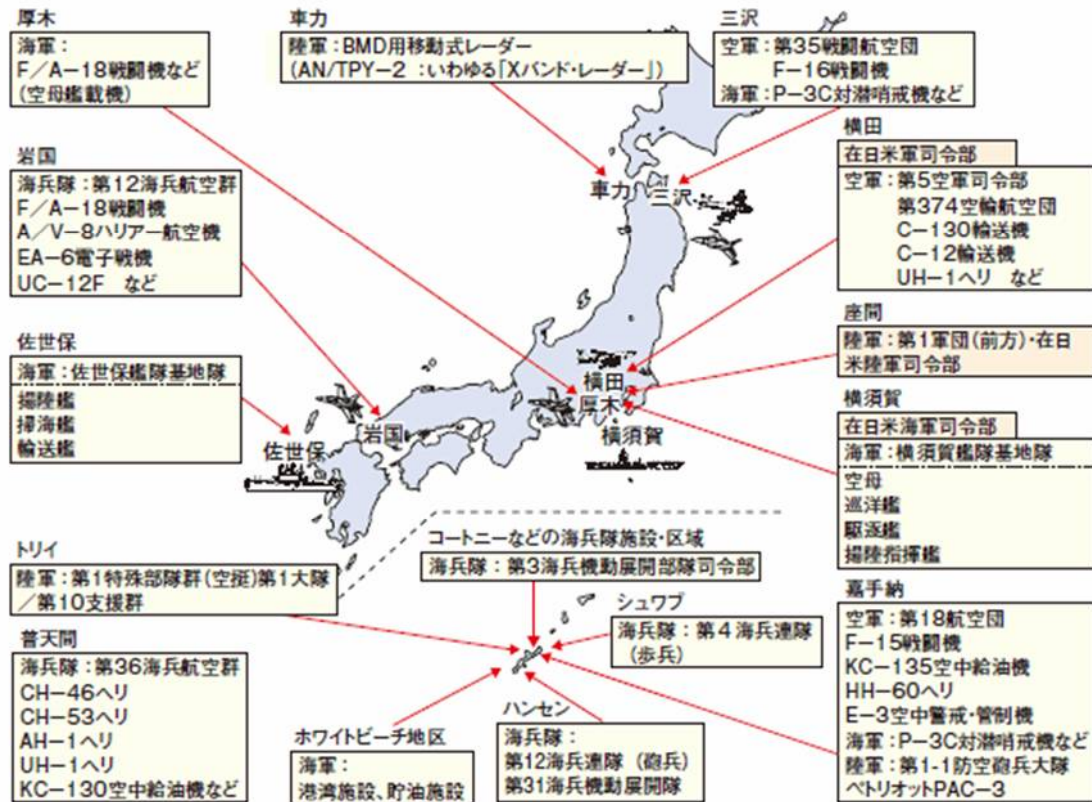 厚木
海軍：
F／A－18戦闘機など
(空母艦載機)
車力
陸軍：BMD用移動式レーダー
(AN/TPY－2：いわゆる「Xバンド・レーダー」)
三沢
空軍：第35戦闘航空団
F－16戦闘機
海軍：P－3C対潜哨戒機など
岩国
海兵隊：第12海兵航空群
F／A－18戦闘機
A／V－8ハリアー航空機
EA－6電子戦機
UC－12F　など
横田
在日米軍司令部
空軍：第5空軍司令部
第374空輸航空団
C－130輸送機
C－12輸送機
UH－1ヘリ　など
佐世保
海軍：佐世保艦隊基地隊
揚陸艦
掃海艦
輸送艦
座間
陸軍：第1軍団(前方)・在日
米陸軍司令部
横須賀
在日米海軍司令部
海軍：横須賀艦隊基地隊
空母
巡洋艦
駆逐艦
揚陸指揮艦
車力
三沢
横田
厚木
横須賀
岩国
佐世保
トリイ
陸軍：第1特殊部隊群(空挺)第1大隊
／第10支援群
コートニーなどの海兵隊施設・区域
海兵隊：第3海兵機動展開部隊司令部
シュワブ
海兵隊：第4海兵連隊
(歩兵)
普天間
海兵隊：第36海兵航空群
CH－46ヘリ
CH－53ヘリ
AH－1ヘリ
UH－1ヘリ
KC－130空中給油機など
ホワイトビーチ地区
海軍：
港湾施設、貯油施設
ハンセン
海兵隊：
第12海兵連隊（砲兵）
第31海兵機動展開隊
嘉手納
空軍：第18航空団
F－15戦闘機
KC－135空中給油機
HH－60ヘリ
E－3空中警戒・管制機
海軍：P－3C対潜哨戒機など
陸軍：第1-1防空砲兵大隊
ペトリオットPAC－3